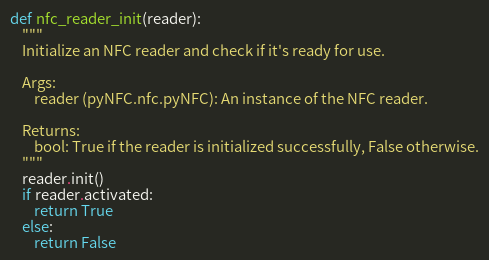 def nfc_reader_init(reader):
    """
    Initialize an NFC reader and check if it's ready for use.

    Args:
        reader (pyNFC.nfc.pyNFC): An instance of the NFC reader.

    Returns:
        bool: True if the reader is initialized successfully, False otherwise.
    """
    reader.init()
    if reader.activated:
        return True
    else:
        return False